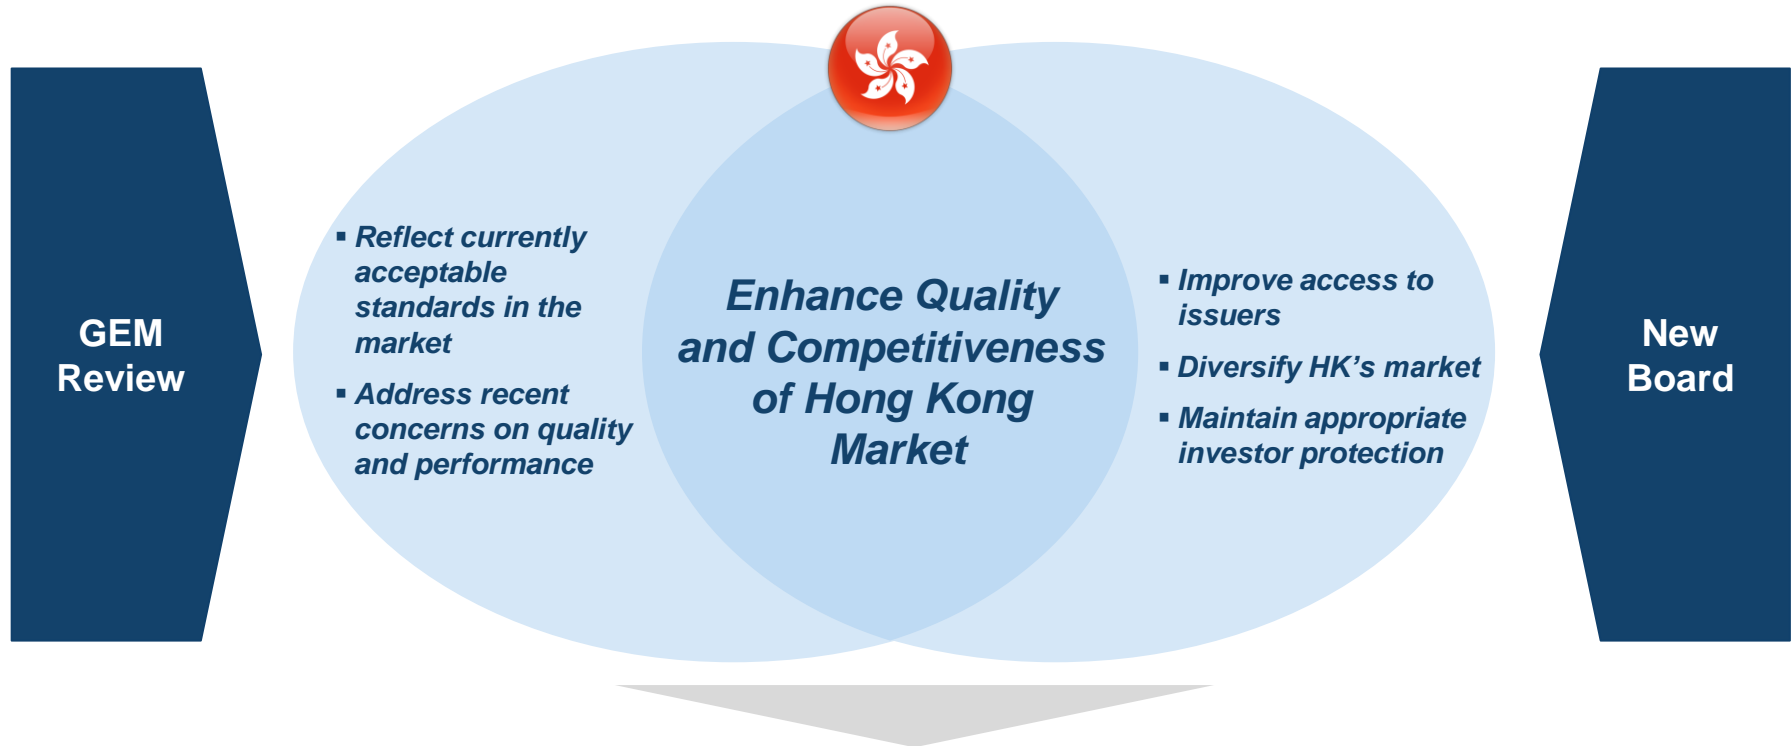 GEM
Review
▪ Reflect currently
acceptable
standards in the
market
▪ Address recent
concerns on quality
and performance
Enhance Quality
and Competitiveness
of Hong Kong
Market
▪ Improve access to
issuers
▪ Diversify HK’s market
▪ Maintain appropriate
investor protection
New
Board